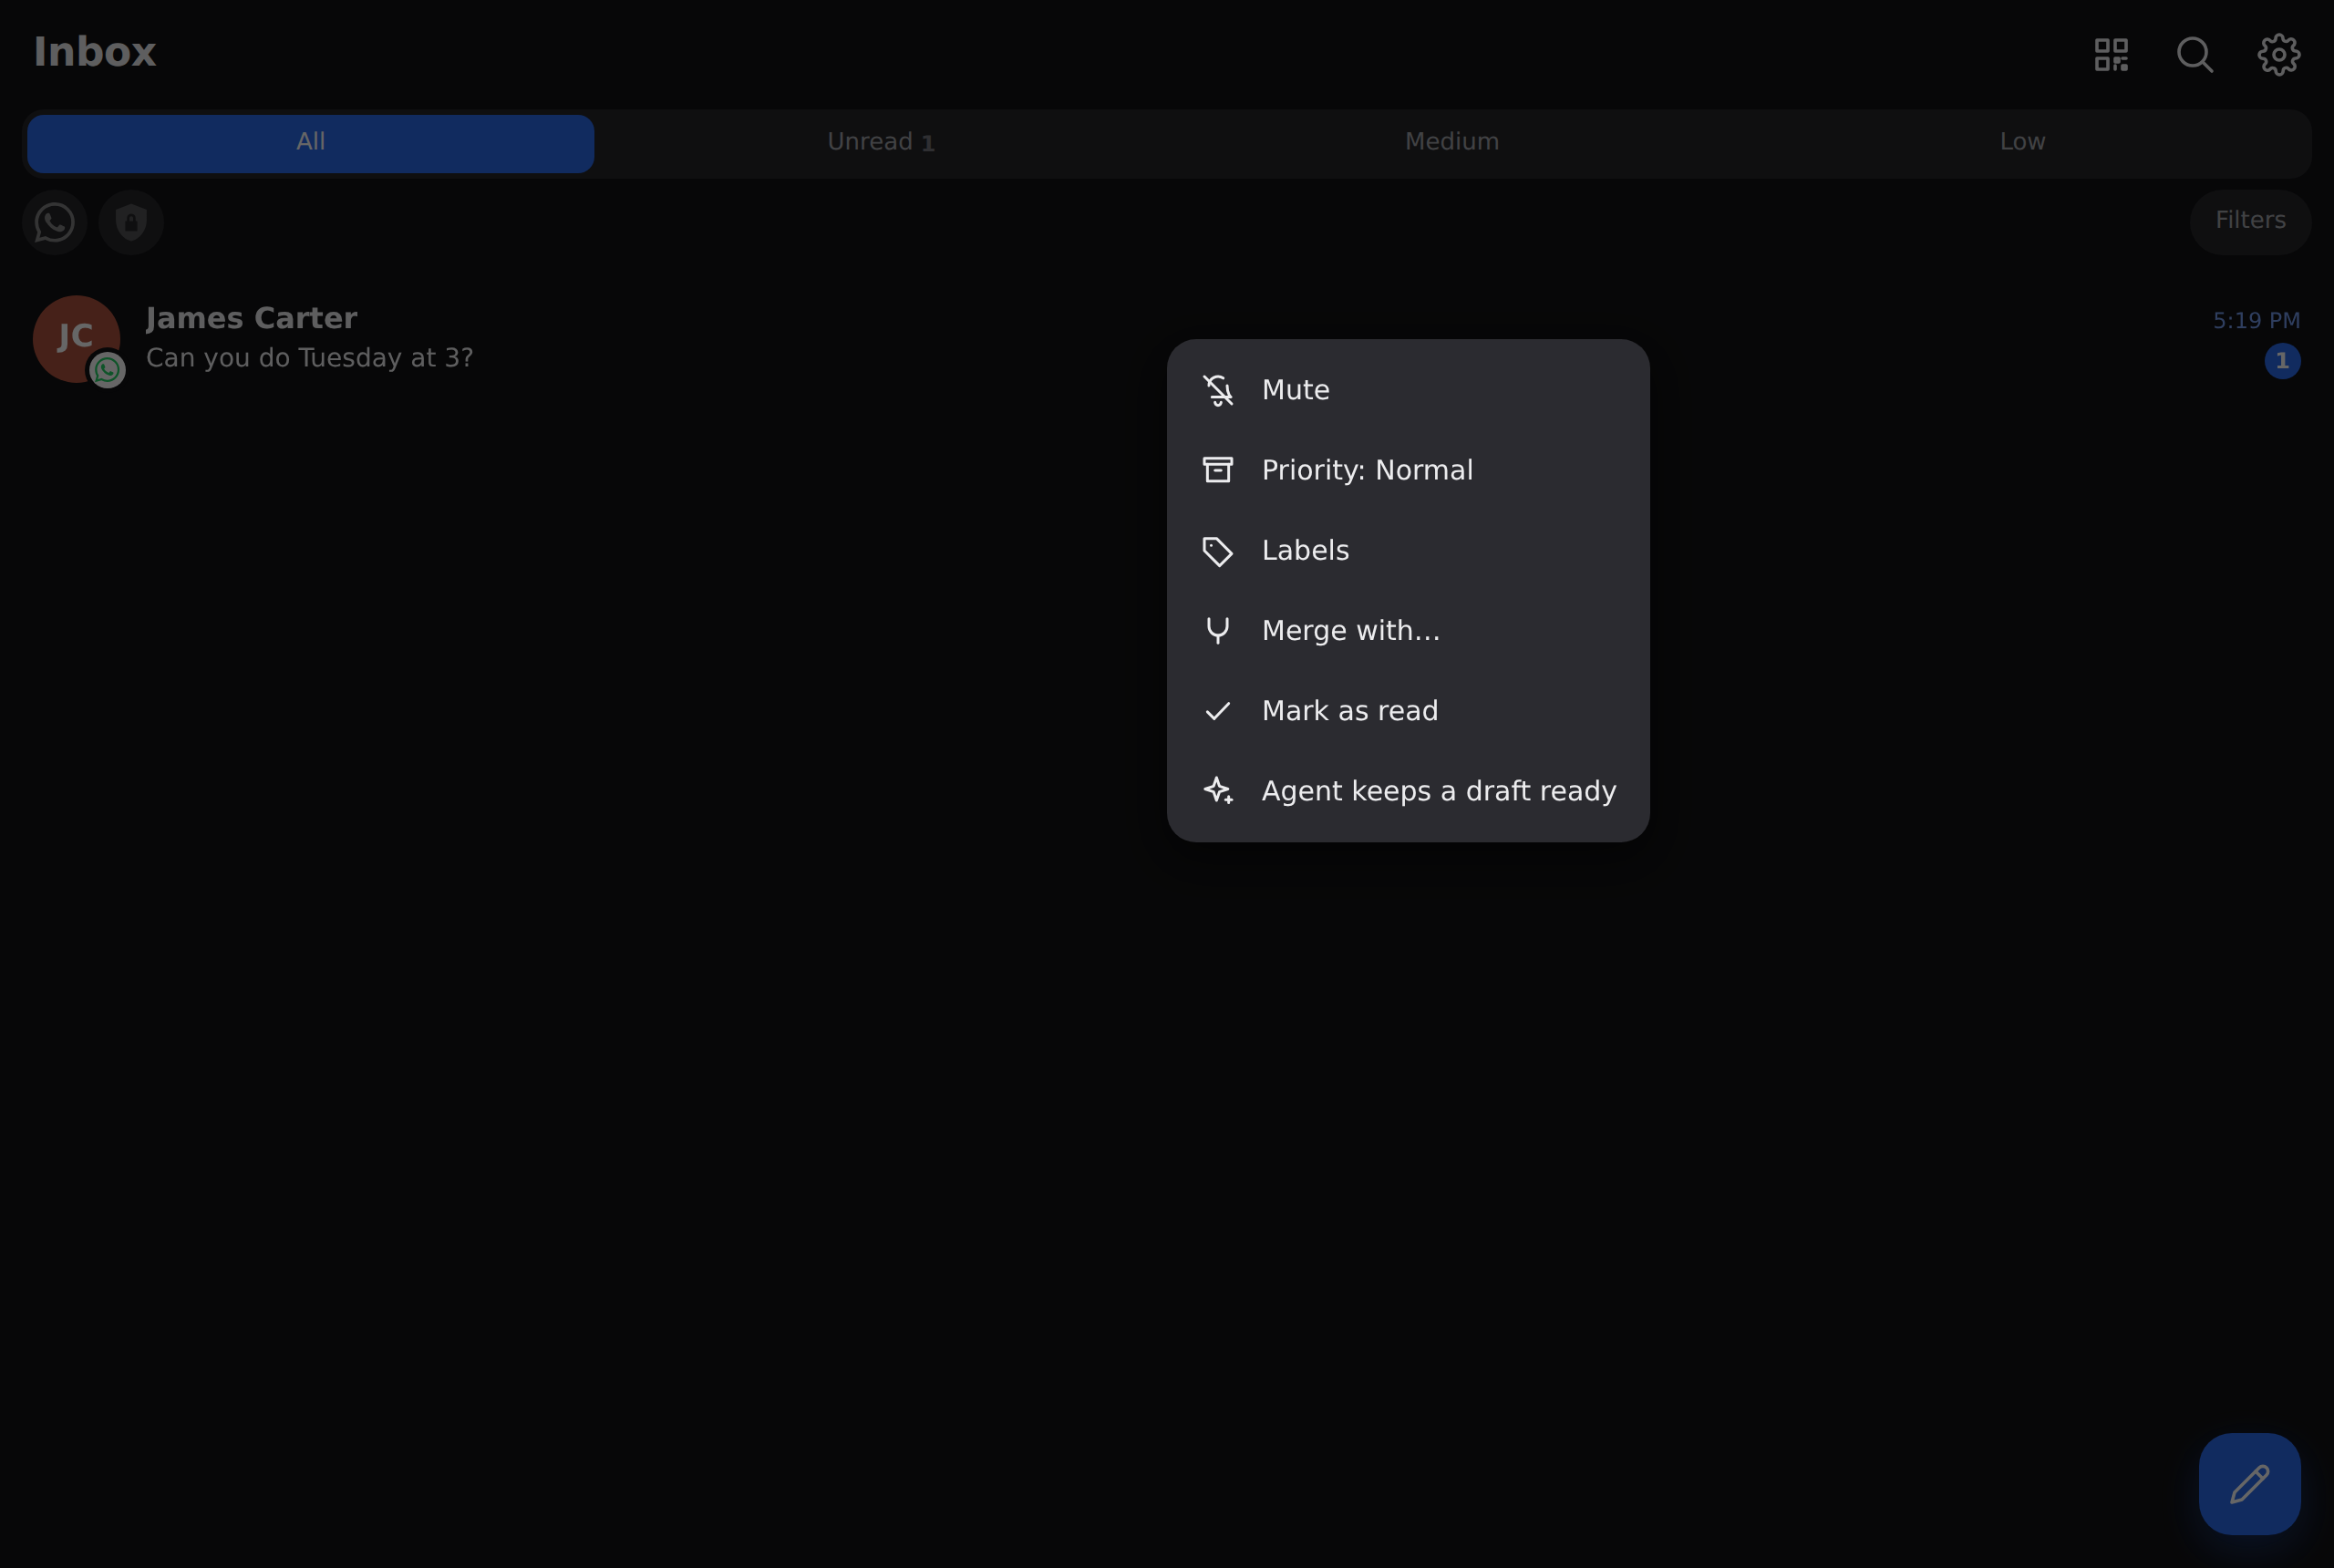 Inbox
All
Unread 1
Medium
Low
Filters
JC
James Carter
5:19 PM
Can you do Tuesday at 3?
1
Mute
Priority: Normal
Labels
Merge with...
Mark as read
Agent keeps a draft ready